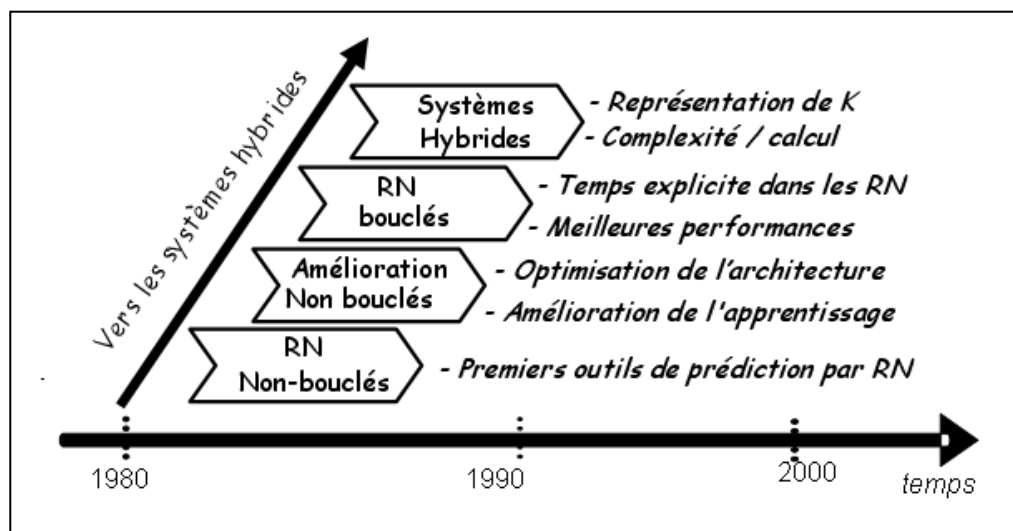 Vers les systèmes hybrides
Systèmes
Hybrides
- Représentation de K
- Complexité / calcul
RN
bouclés
- Temps explicite dans les RN
- Meilleures performances
Amélioration
Non bouclés
- Optimisation de l'architecture
- Amélioration de l'apprentissage
RN
Non-bouclés
- Premiers outils de prédiction par RN
1980
1990
2000
temps